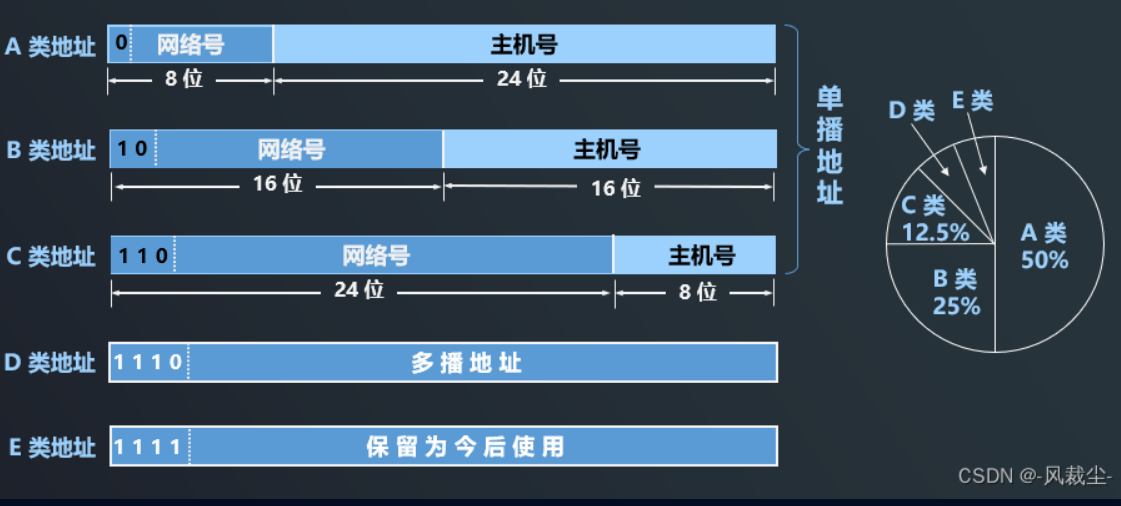 A 类地址
0
网络号
主机号
8 位
24 位
B 类地址
1 0
网络号
主机号
16 位
16 位
C 类地址
1 1 0
网络号
主机号
24 位
8 位
D 类地址
1 1 1 0
多 播 地 址
E 类地址
1 1 1 1
保 留 为 今 后 使 用
单
播
地
址
D 类
E 类
C 类
12.5%
A 类
50%
B 类
25%
CSDN @-风裁尘-